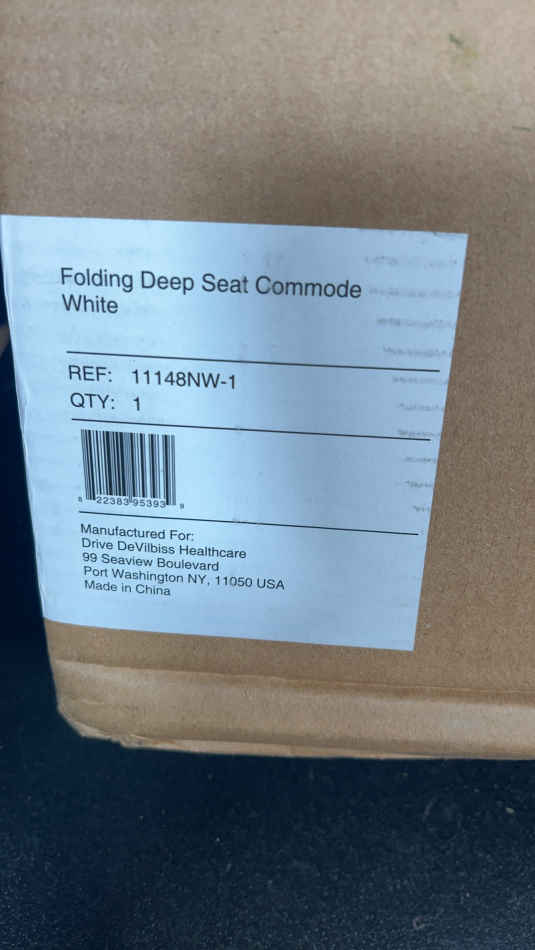 Folding Deep Seat Commode
White
REF: 11148NW-1
QTY: 1
8 22383 95393 9
Manufactured For:
Drive DeVilbiss Healthcare
99 Seaview Boulevard
Port Washington NY, 11050 USA
Made in China